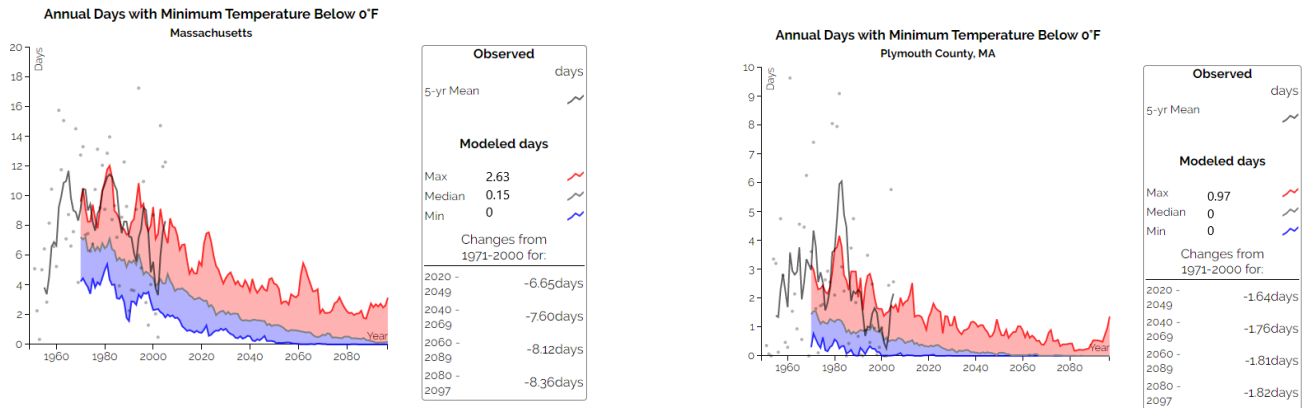 Annual Days with Minimum Temperature Below 0°F
Massachusetts
Days
20
18
16
14
12
10
8
6
4
2
0
1960
1980
2000
2020
2040
2060
2080
Year
Observed
days
5-yr Mean
Modeled days
Max 2.63
Median 0.15
Min 0
Changes from
1971-2000 for:
2020 -
2049
-6.65days
2040 -
2069
-7.60days
2060 -
2089
-8.12days
2080 -
2097
-8.36days
Annual Days with Minimum Temperature Below 0°F
Plymouth County, MA
Days
10
9
8
7
6
5
4
3
2
1
0
1960
1980
2000
2020
2040
2060
2080
Year
Observed
days
5-yr Mean
Modeled days
Max 0.97
Median 0
Min 0
Changes from
1971-2000 for:
2020 -
2049
-1.64days
2040 -
2069
-1.76days
2060 -
2089
-1.81days
2080 -
2097
-1.82days